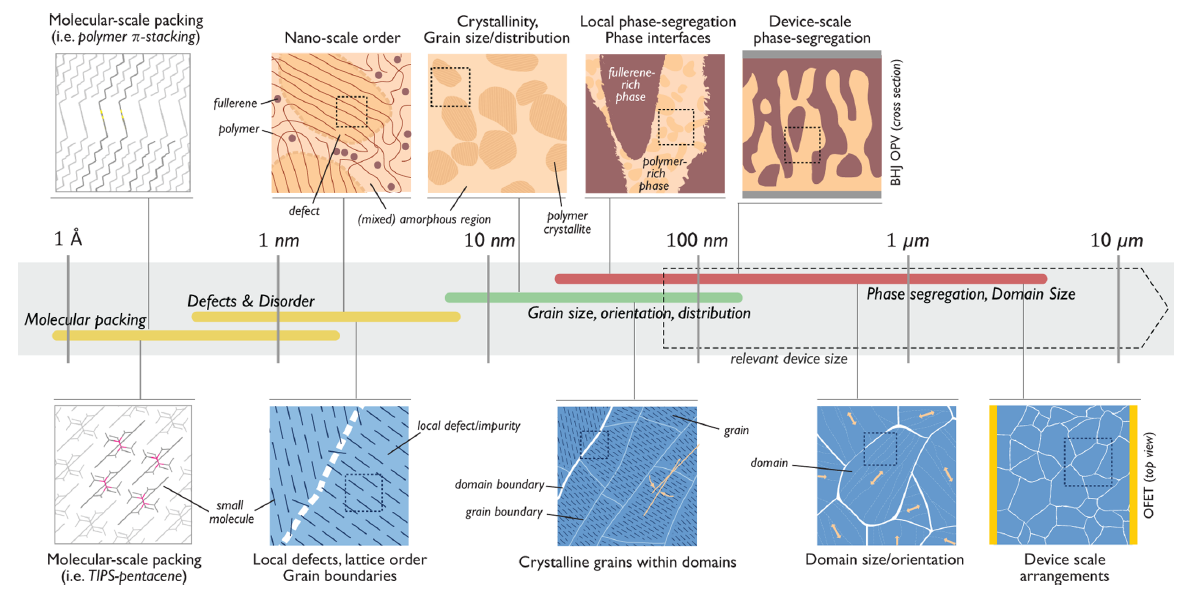 Molecular-scale packing
(i.e. polymer π-stacking)
Nano-scale order
Crystallinity,
Grain size/distribution
Local phase-segregation
Phase interfaces
Device-scale
phase-segregation
fullerene
polymer
defect
(mixed) amorphous region
polymer
crystallite
fullerene-
rich
phase
polymer-
rich
phase
BHJ OPV (cross section)
1 Å
1 nm
10 nm
100 nm
1 µm
10 µm
Molecular packing
Defects & Disorder
Grain size, orientation, distribution
Phase segregation, Domain Size
relevant device size
small
molecule
local defect/impurity
domain boundary
grain boundary
grain
domain
OFET (top view)
Molecular-scale packing
(i.e. TIPS-pentacene)
Local defects, lattice order
Grain boundaries
Crystalline grains within domains
Domain size/orientation
Device scale
arrangements